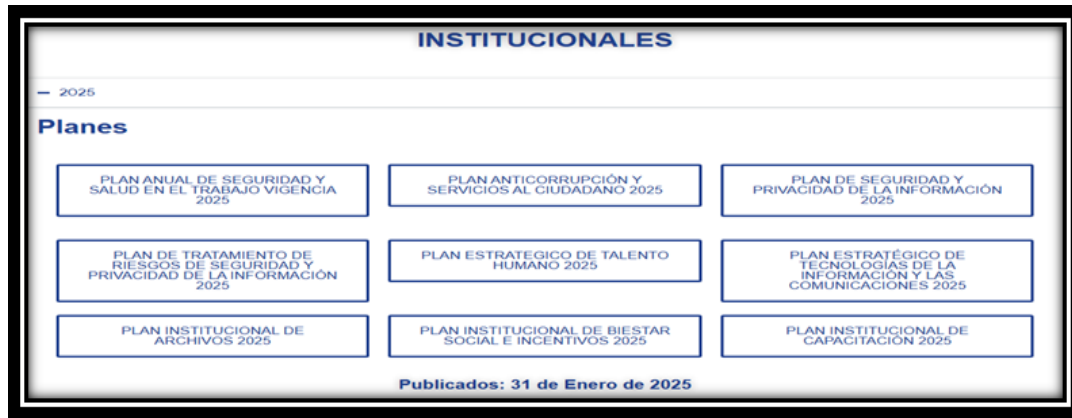 INSTITUCIONALES
– 2025
Planes
PLAN ANUAL DE SEGURIDAD Y
SALUD EN EL TRABAJO VIGENCIA
2025
PLAN ANTICORRUPCIÓN Y
SERVICIOS AL CIUDADANO 2025
PLAN DE SEGURIDAD Y
PRIVACIDAD DE LA INFORMACIÓN
2025
PLAN DE TRATAMIENTO DE
RIESGOS DE SEGURIDAD Y
PRIVACIDAD DE LA INFORMACIÓN
2025
PLAN ESTRATEGICO DE TALENTO
HUMANO 2025
PLAN ESTRATÉGICO DE
TECNOLOGÍAS DE LA
INFORMACIÓN Y LAS
COMUNICACIONES 2025
PLAN INSTITUCIONAL DE
ARCHIVOS 2025
PLAN INSTITUCIONAL DE BIESTAR
SOCIAL E INCENTIVOS 2025
PLAN INSTITUCIONAL DE
CAPACITACIÓN 2025
Publicados: 31 de Enero de 2025